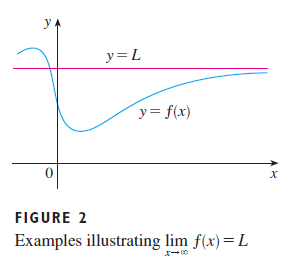 y
y = L
y = f(x)
0
x
FIGURE 2
Examples illustrating lim f(x) = L
x→∞